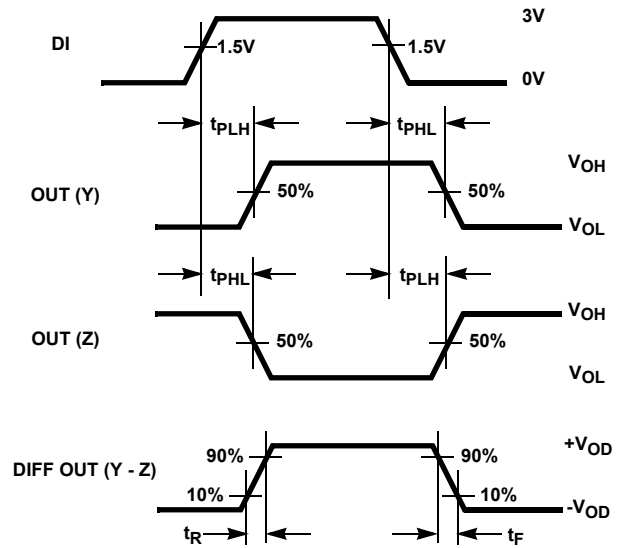 3V
DI
1.5V
1.5V
0V
tPLH
tPHL
VOH
OUT (Y)
50%
50%
VOL
tPHL
tPLH
VOH
OUT (Z)
50%
50%
VOL
+VOD
DIFF OUT (Y - Z)
90%
90%
10%
10%
-VOD
tR
tF